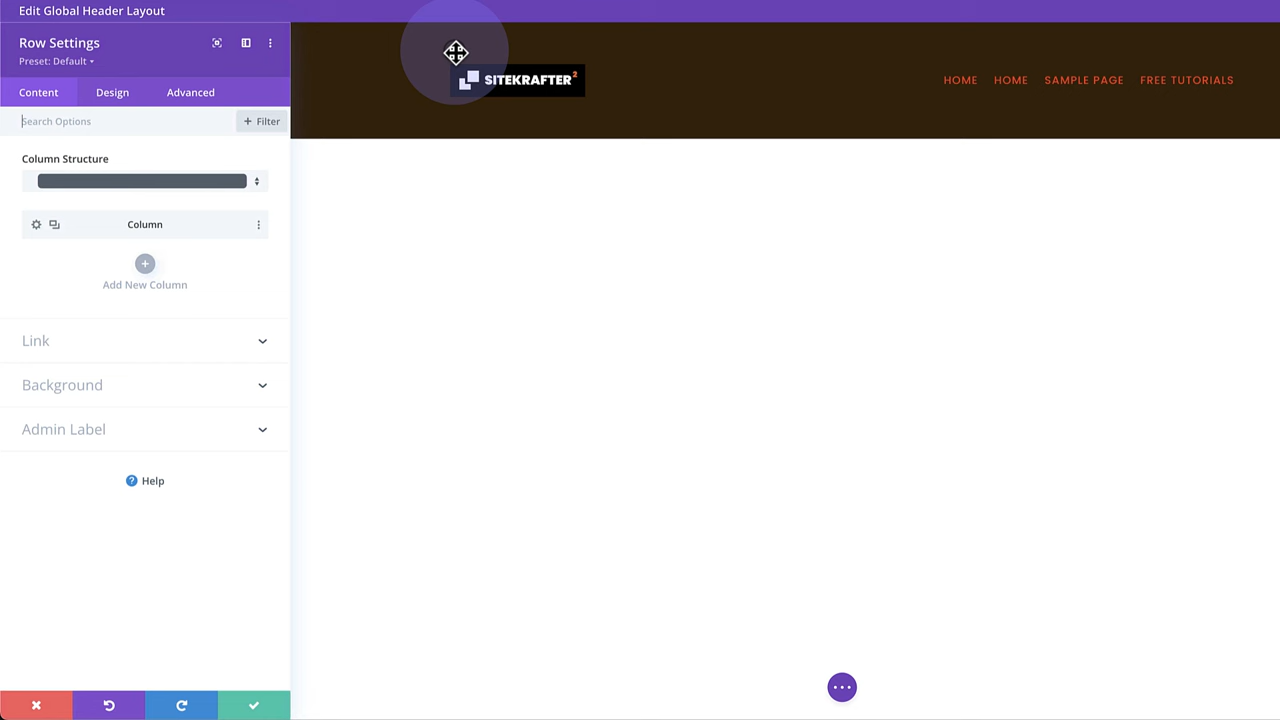 Edit Global Header Layout
Row Settings
Preset: Default
Content Design Advanced
Search Options
+ Filter
Column Structure
Column
Add New Column
Link
Background
Admin Label
? Help
SITEKRAFTER²
HOME HOME SAMPLE PAGE FREE TUTORIALS